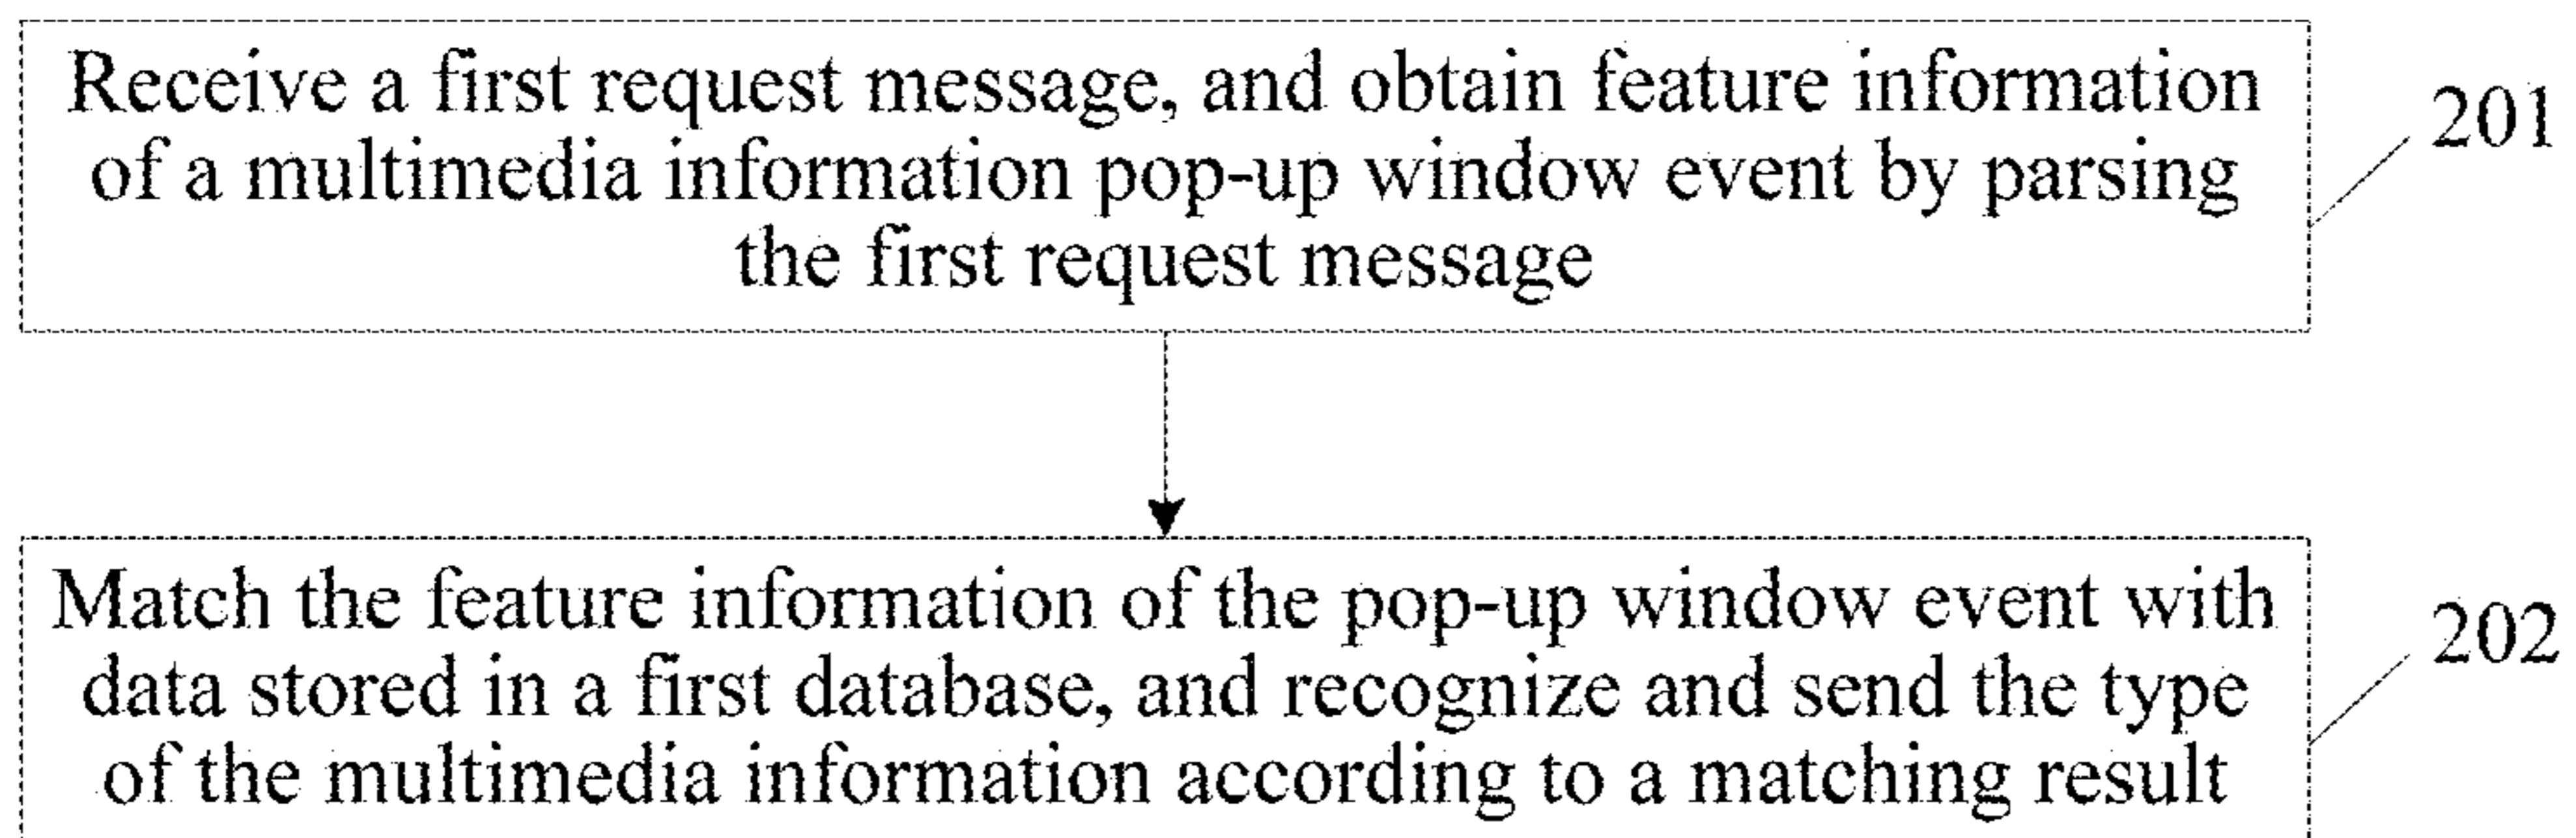 Receive a first request message, and obtain feature information
of a multimedia information pop-up window event by parsing
the first request message
201
Match the feature information of the pop-up window event with
data stored in a first database, and recognize and send the type
of the multimedia information according to a matching result
202